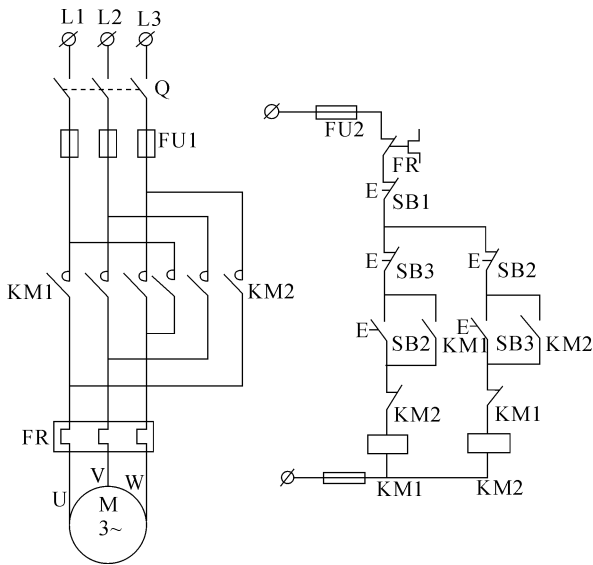 L1 L2 L3
Q
FU1
FU2
FR
E SB1
E SB3 E SB2
KM1 KM2
E SB2 KM1 E SB3 KM2
KM2 KM1
FR
KM1 KM2
U V W
M
3~